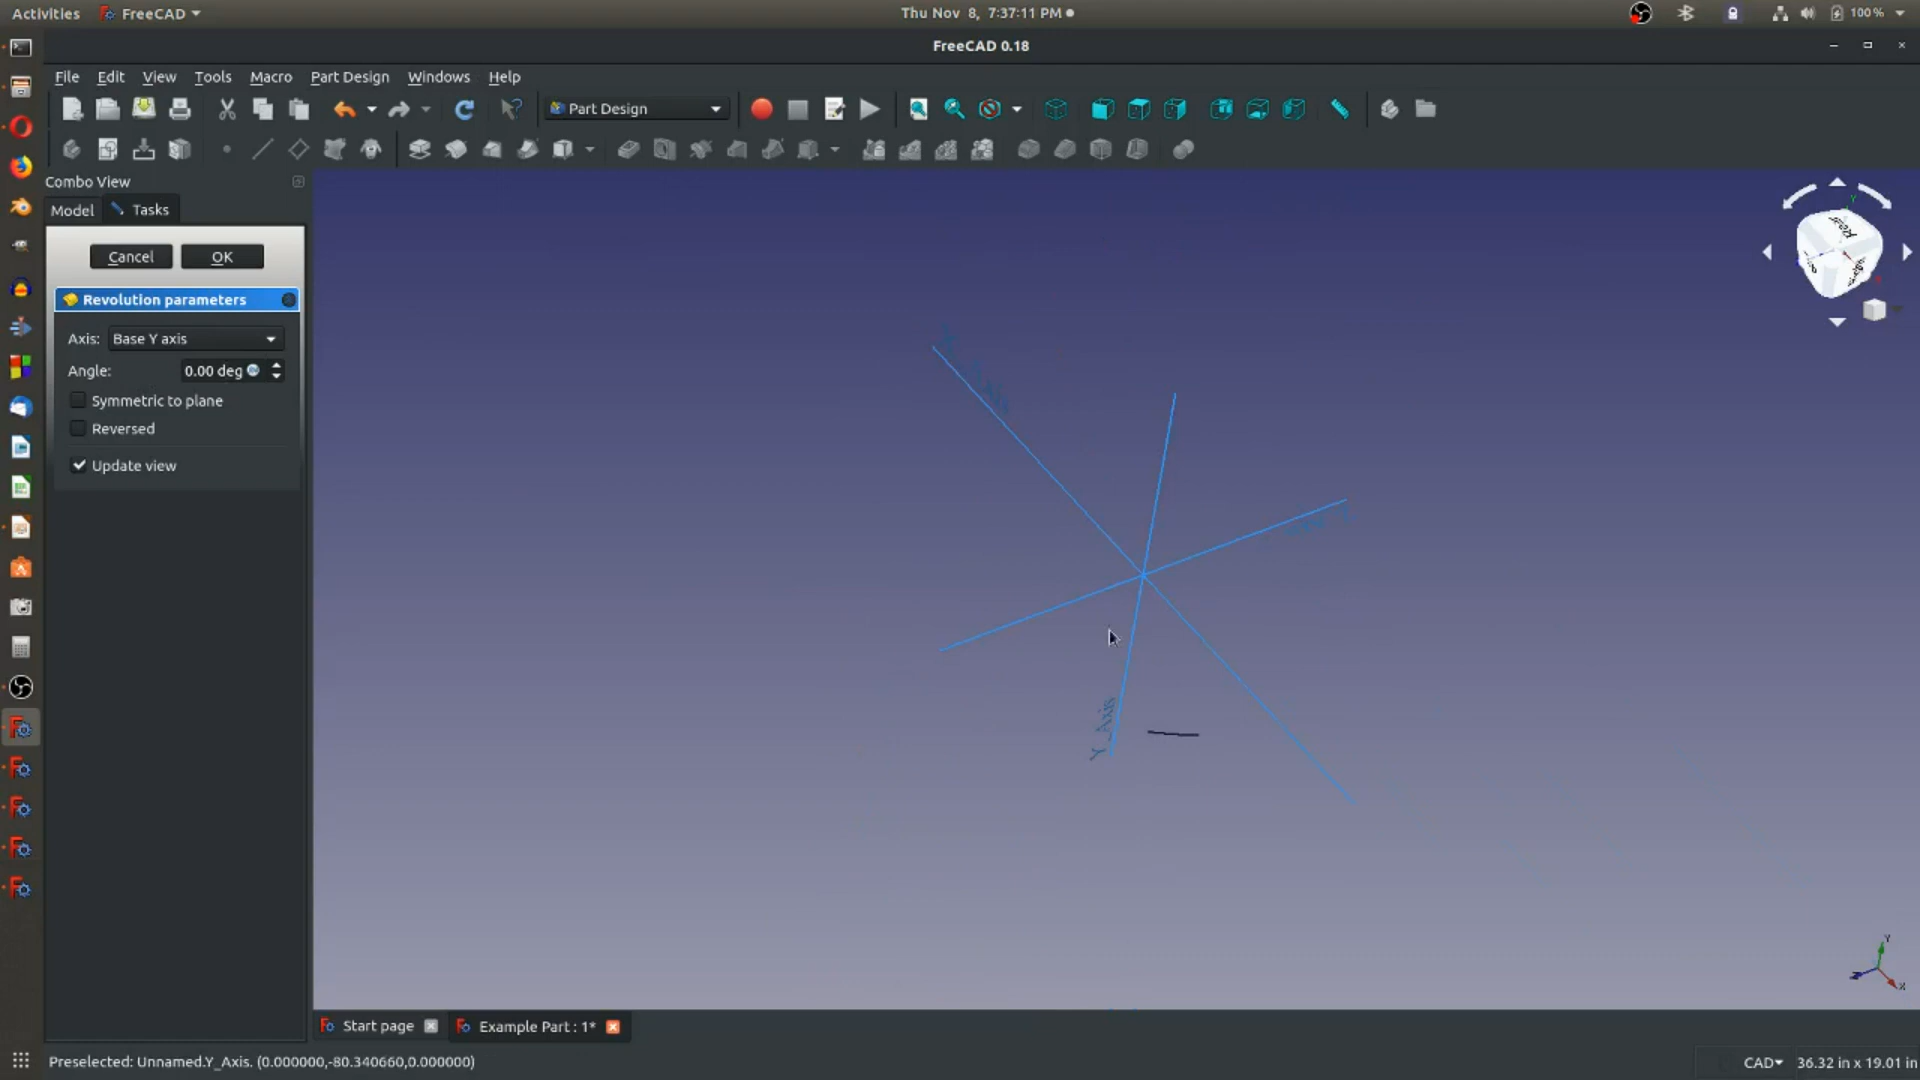 Activities FreeCAD Thu Nov 8, 7:37:11 PM 100%
FreeCAD 0.18
File Edit View Tools Macro Part Design Windows Help
Part Design
Combo View
Model Tasks
Cancel OK
Revolution parameters
Axis: Base Y axis
Angle: 0.00 deg
Symmetric to plane
Reversed
Update view
Y_Axis
Rear
Y
Z
X
Start page Example Part : 1*
Preselected: Unnamed.Y_Axis. (0.000000,-80.340660,0.000000) CAD 36.32 in x 19.01 in